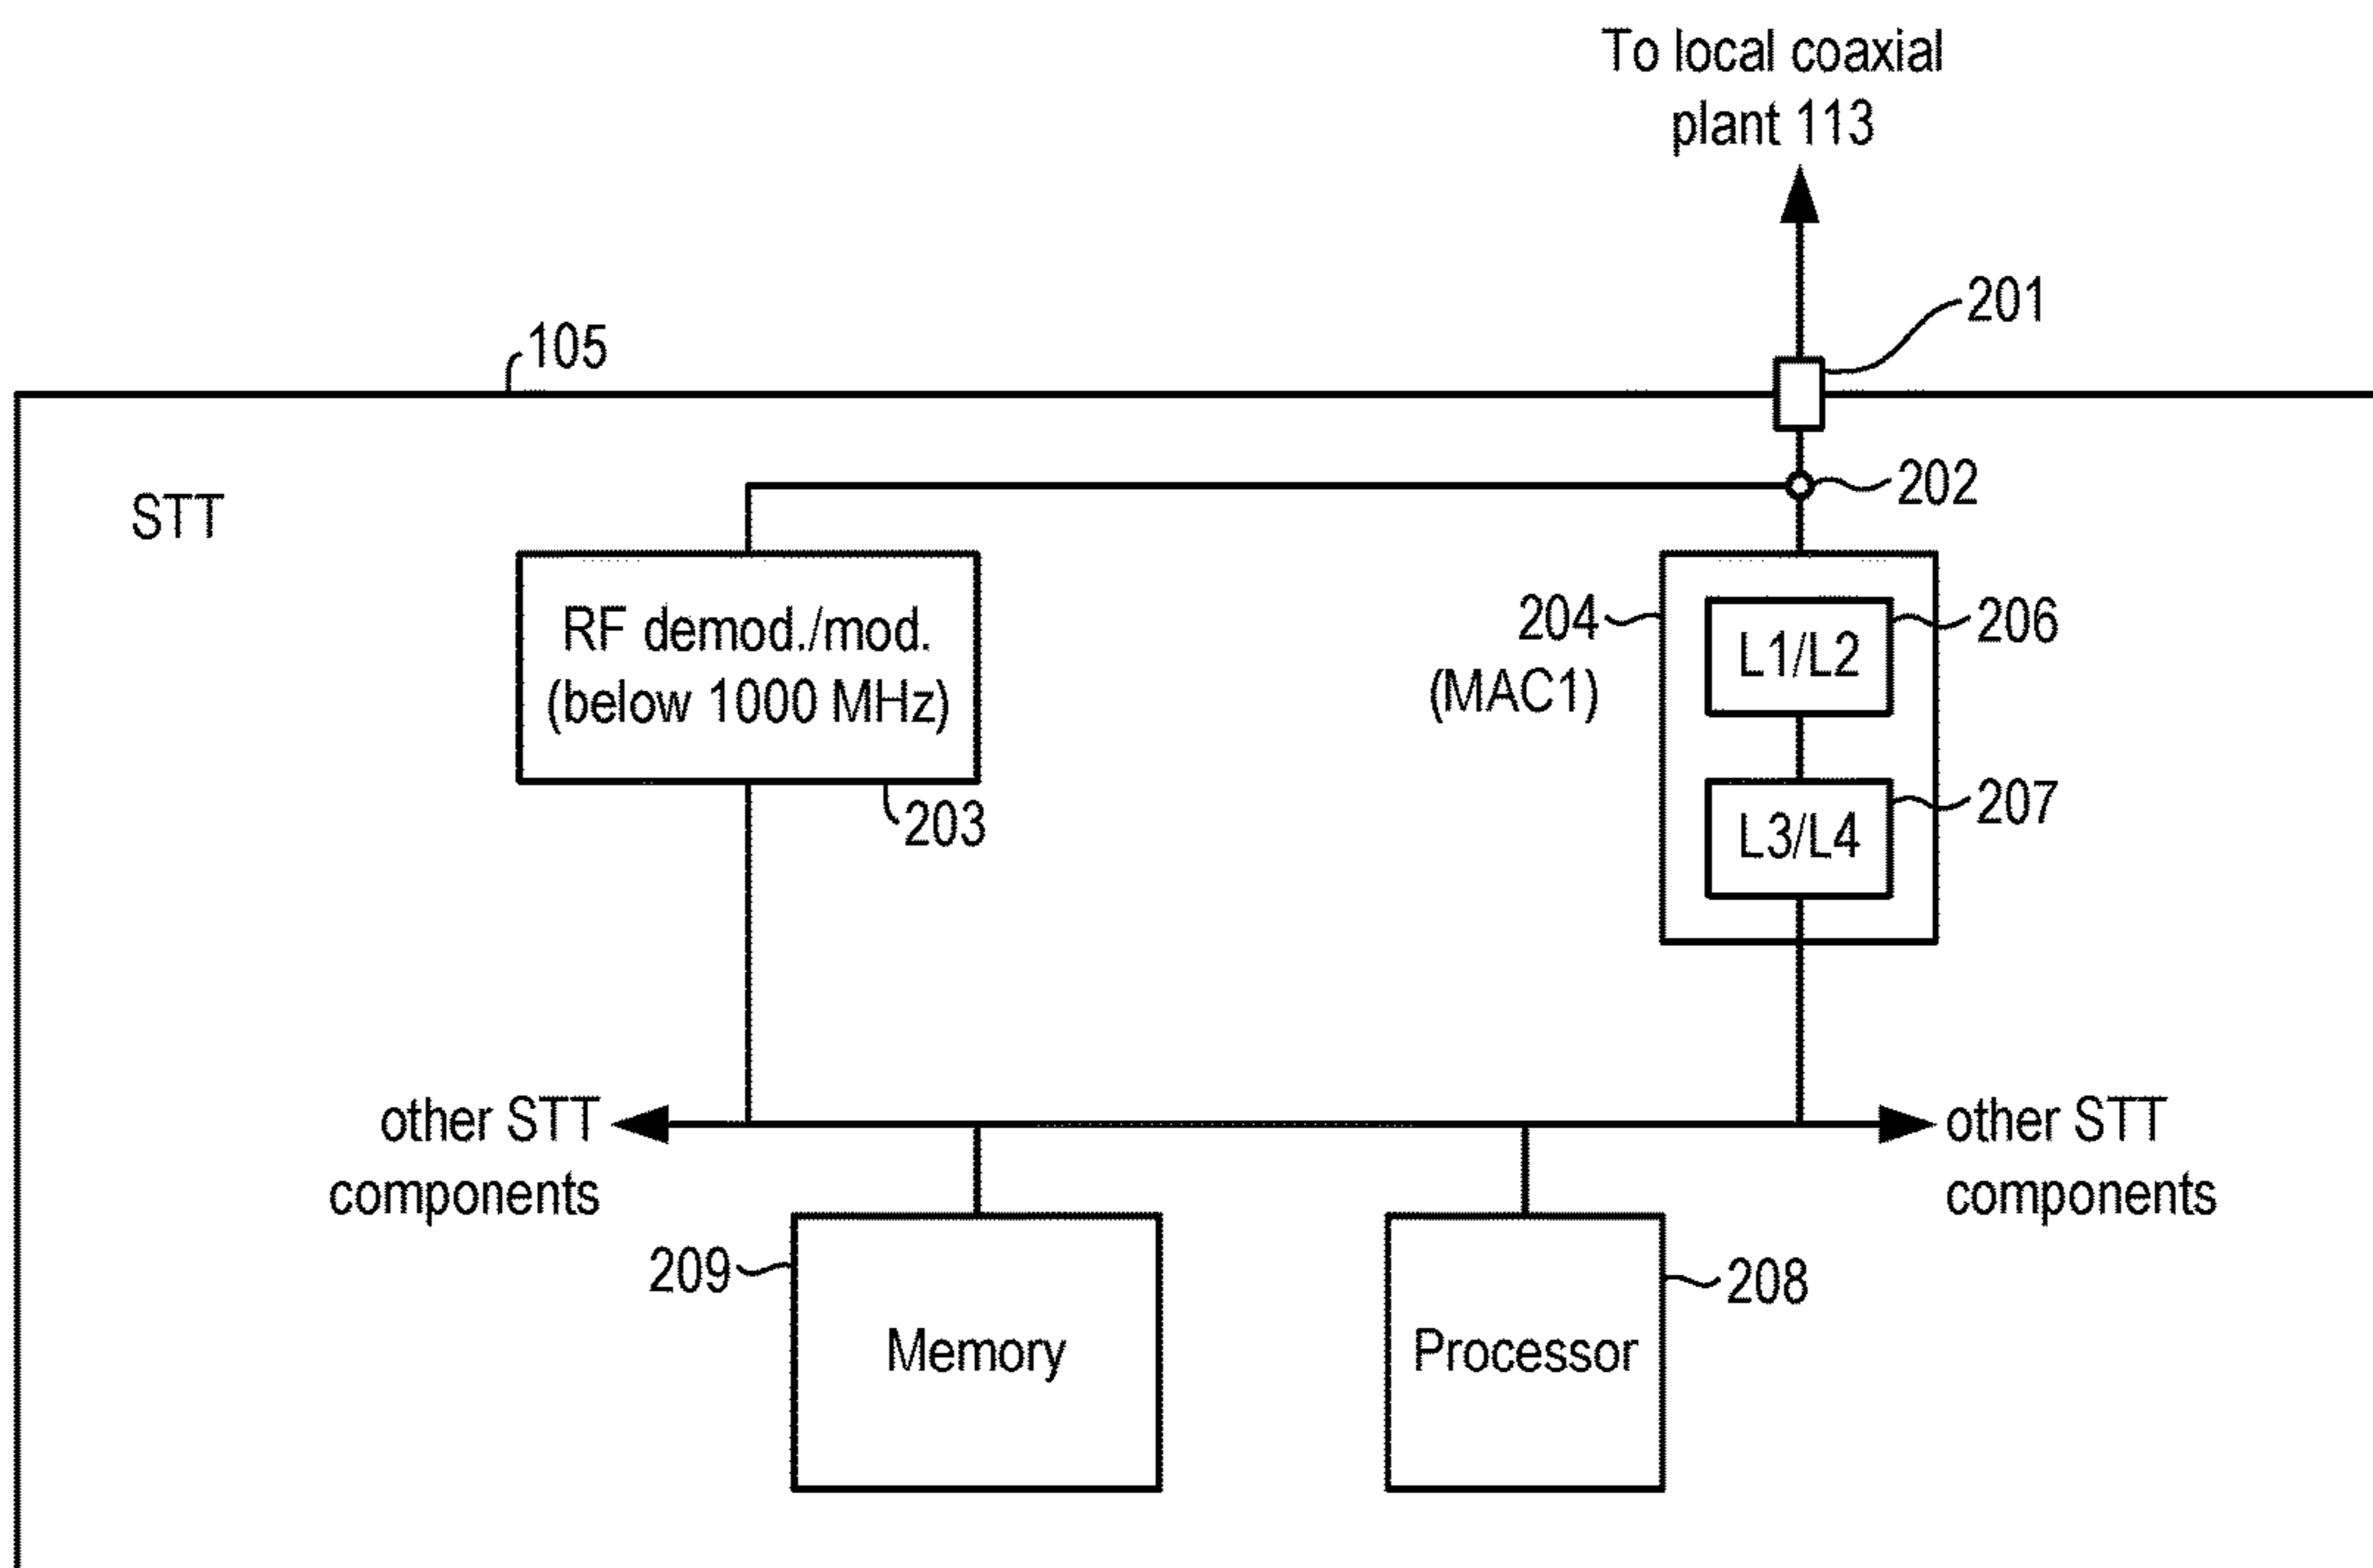 To local coaxial
plant 113
201
105
202
STT
RF demod./mod.
(below 1000 MHz)
204
(MAC1)
206
L1/L2
207
L3/L4
203
other STT
components
other STT
components
209
Memory
208
Processor